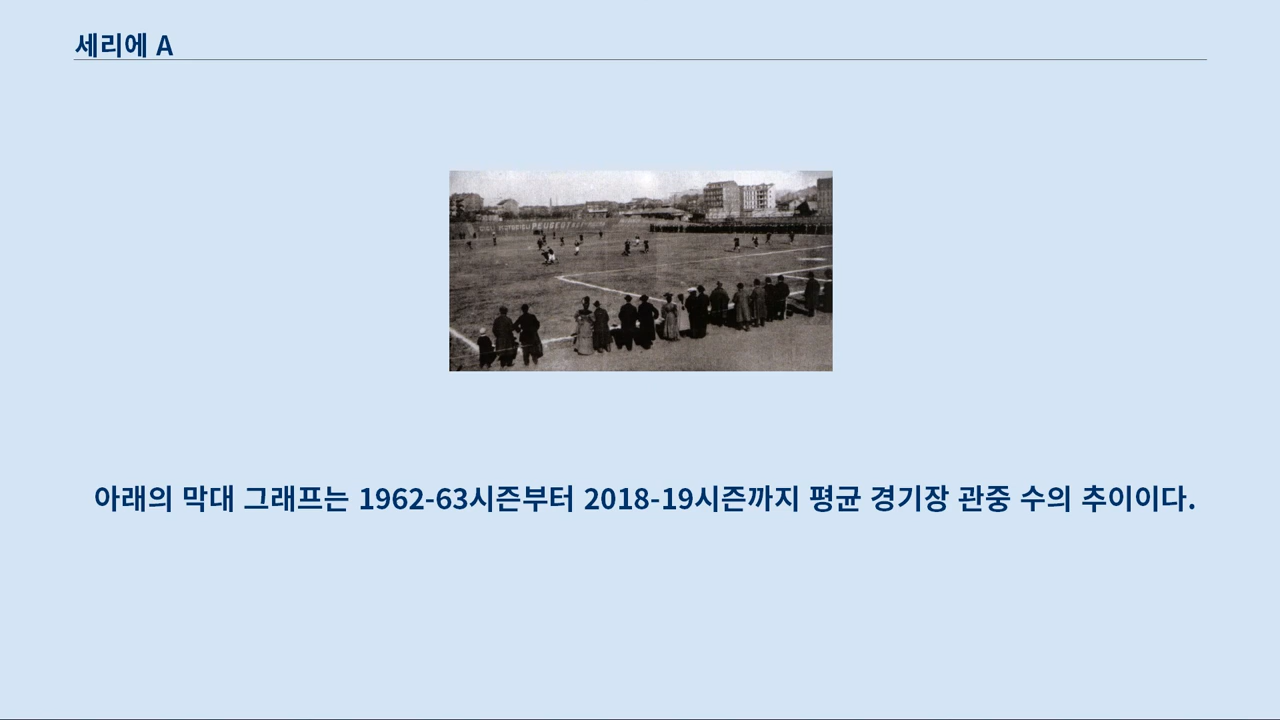 세리에 A
PEUGEOT
아래의 막대 그래프는 1962-63시즌부터 2018-19시즌까지 평균 경기장 관중 수의 추이이다.